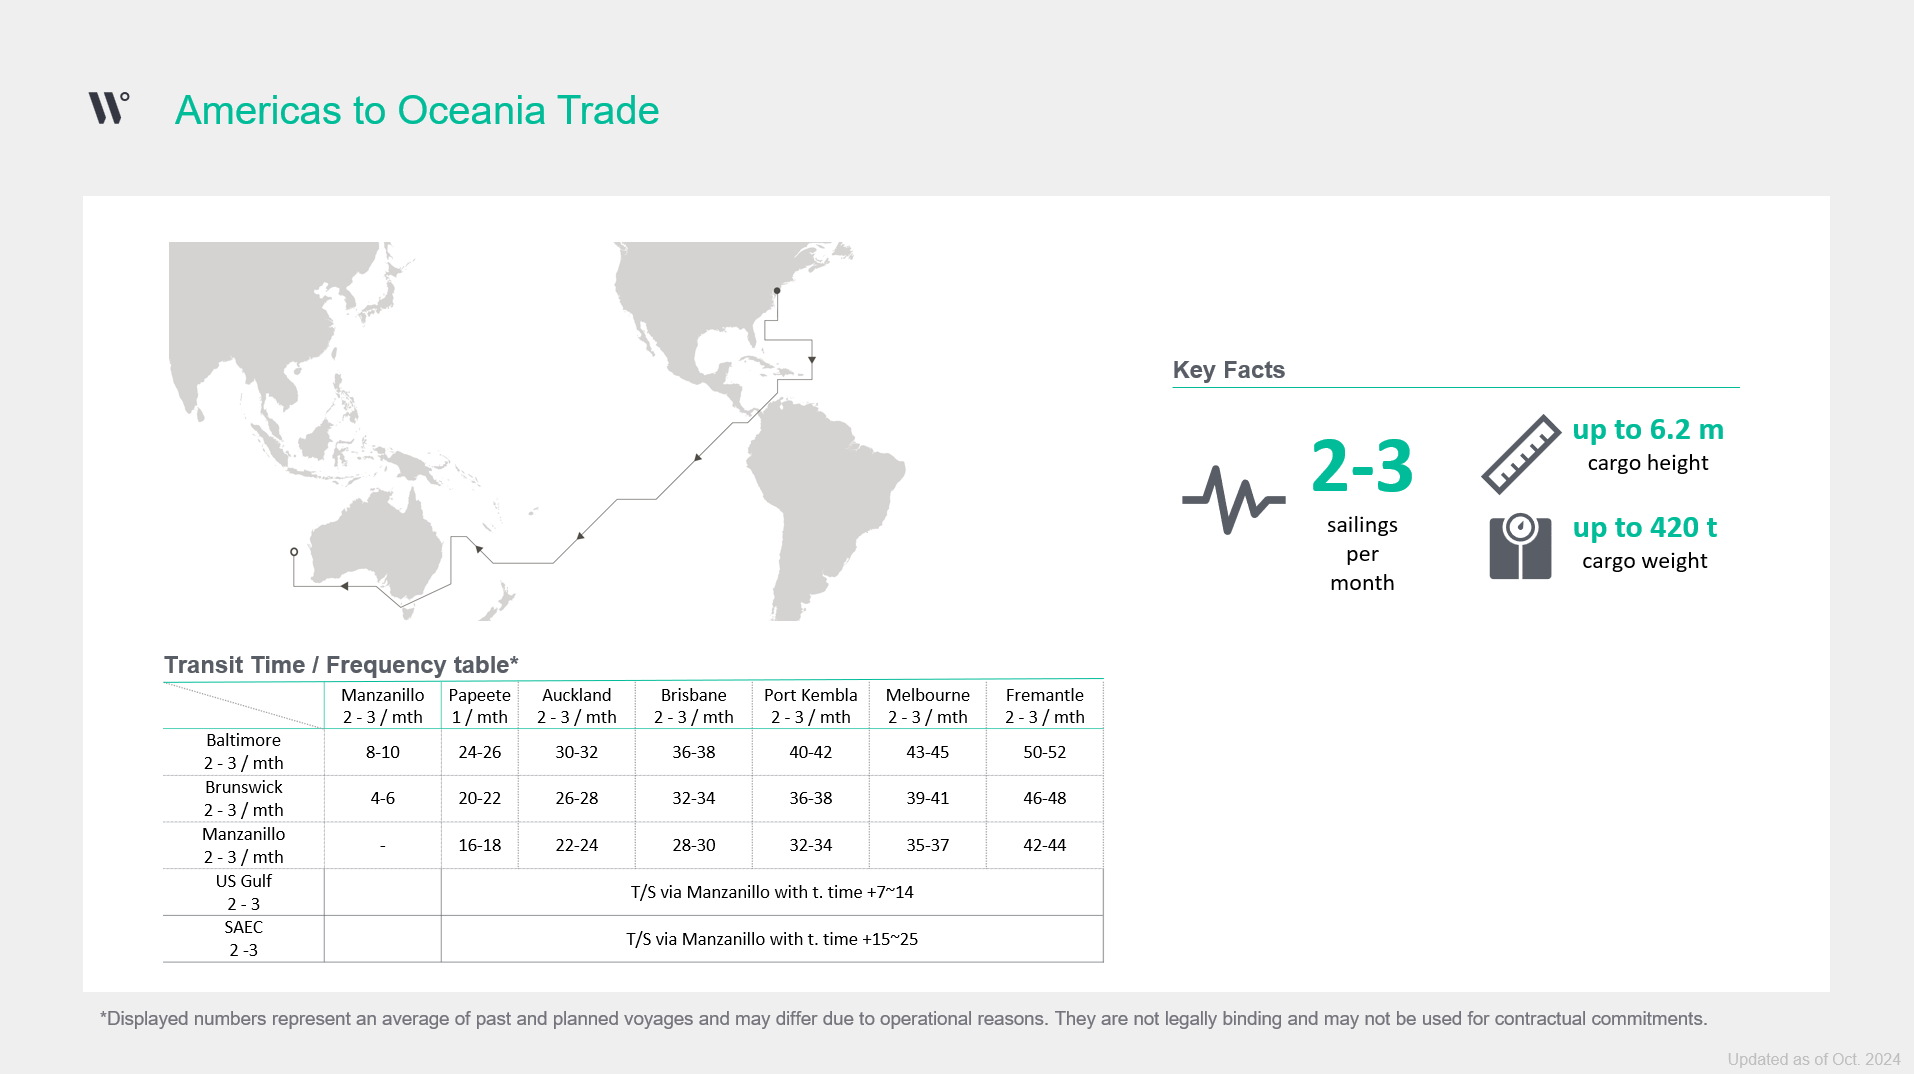 W°
Americas to Oceania Trade
Key Facts
2-3
sailings
per
month
up to 6.2 m
cargo height
up to 420 t
cargo weight
Transit Time / Frequency table*
Manzanillo Papeete Auckland Brisbane Port Kembla Melbourne Fremantle
2 - 3 / mth 1 / mth 2 - 3 / mth 2 - 3 / mth 2 - 3 / mth 2 - 3 / mth 2 - 3 / mth
Baltimore
2 - 3 / mth 8-10 24-26 30-32 36-38 40-42 43-45 50-52
Brunswick
2 - 3 / mth 4-6 20-22 26-28 32-34 36-38 39-41 46-48
Manzanillo
2 - 3 / mth - 16-18 22-24 28-30 32-34 35-37 42-44
US Gulf
2 - 3 T/S via Manzanillo with t. time +7~14
SAEC
2 -3 T/S via Manzanillo with t. time +15~25
*Displayed numbers represent an average of past and planned voyages and may differ due to operational reasons. They are not legally binding and may not be used for contractual commitments.
Updated as of Oct. 2024